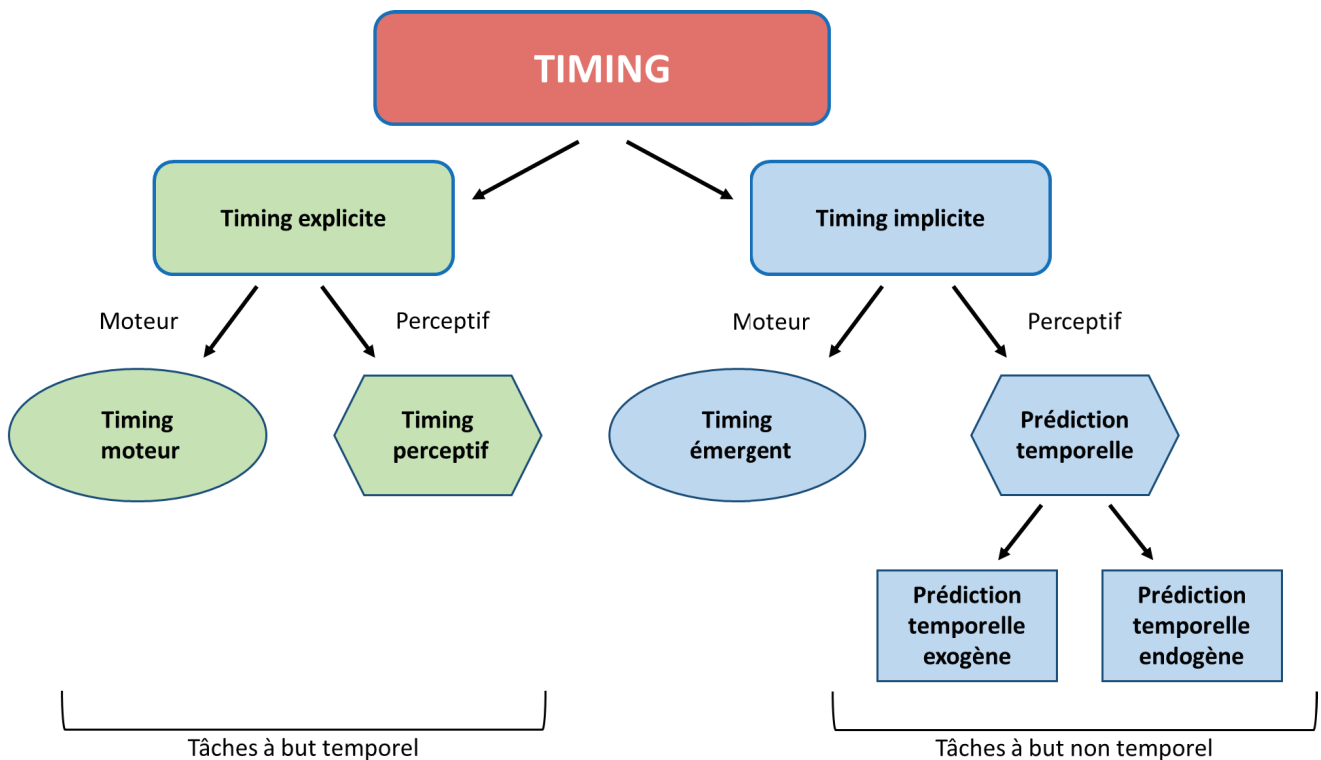 TIMING
Timing explicite
Timing implicite
Moteur
Perceptif
Moteur
Perceptif
Timing
moteur
Timing
perceptif
Timing
émergent
Prédiction
temporelle
Prédiction
temporelle
exogène
Prédiction
temporelle
endogène
Tâches à but temporel
Tâches à but non temporel